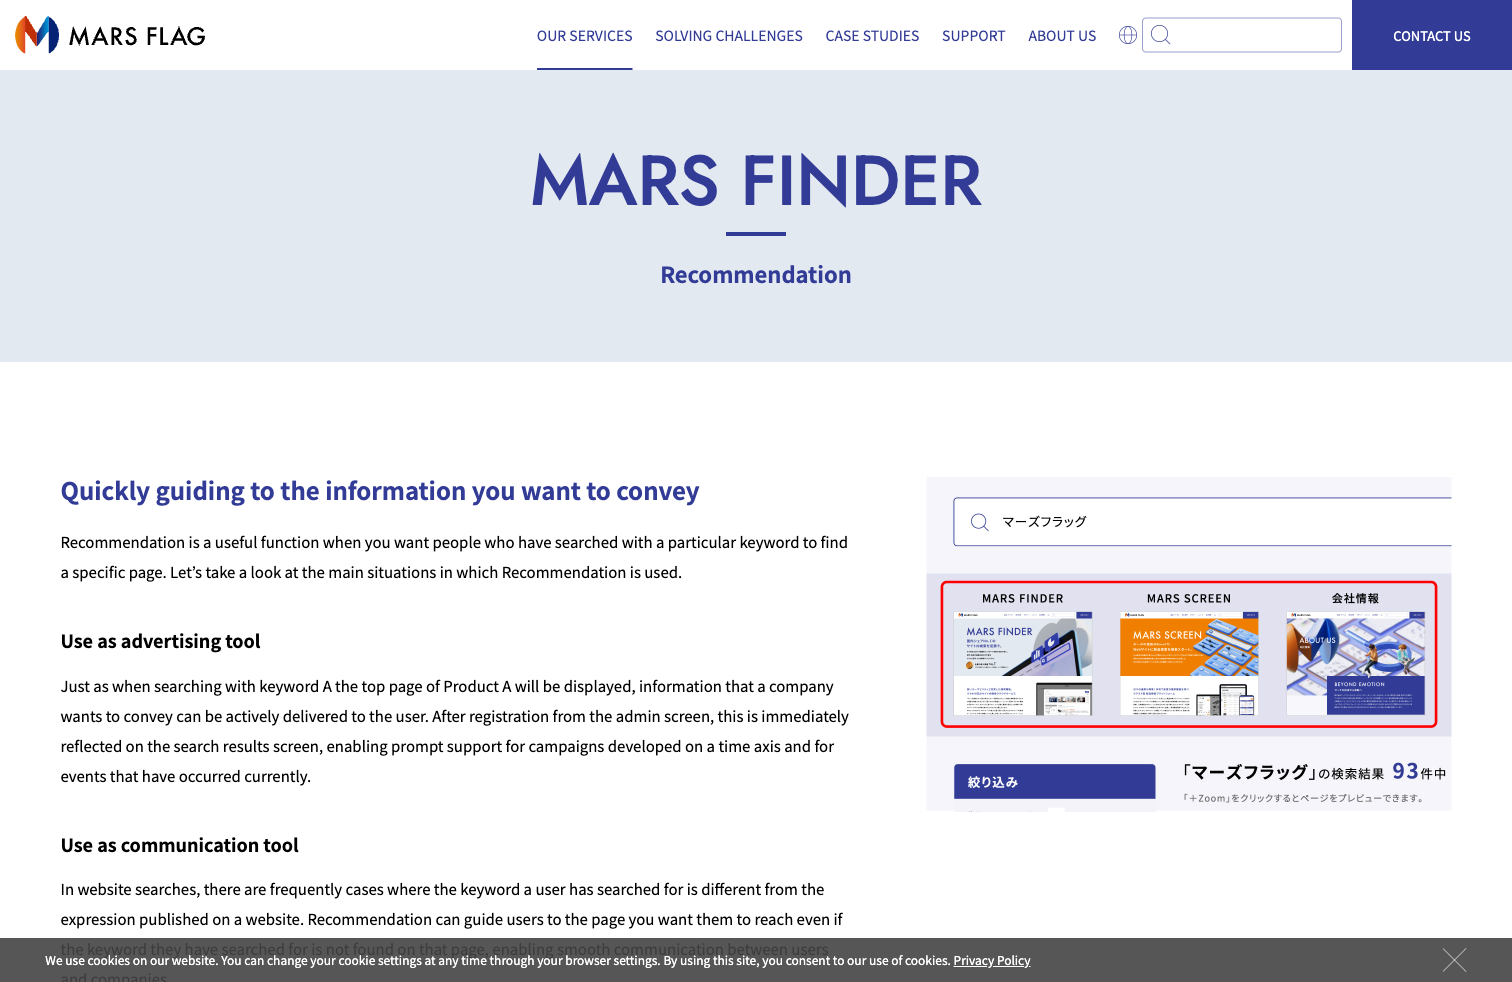 MARS FLAG
OUR SERVICES
SOLVING CHALLENGES
CASE STUDIES
SUPPORT
ABOUT US
CONTACT US
MARS FINDER
Recommendation
Quickly guiding to the information you want to convey
Recommendation is a useful function when you want people who have searched with a particular keyword to find
a specific page. Let’s take a look at the main situations in which Recommendation is used.
Use as advertising tool
Just as when searching with keyword A the top page of Product A will be displayed, information that a company
wants to convey can be actively delivered to the user. After registration from the admin screen, this is immediately
reflected on the search results screen, enabling prompt support for campaigns developed on a time axis and for
events that have occurred currently.
Use as communication tool
In website searches, there are frequently cases where the keyword a user has searched for is different from the
expression published on a website. Recommendation can guide users to the page you want them to reach even if
the keyword they have searched for is not found on that page, enabling smooth communication between users
and companies.
マーズフラッグ
MARS FINDER
MARS SCREEN
会社情報
MARS FINDER
MARS SCREEN
ABOUT US
BEYOND EMOTION
絞り込み
「マーズフラッグ」の検索結果 93件中
「＋Zoom」をクリックするとページをプレビューできます。
We use cookies on our website. You can change your cookie settings at any time through your browser settings. By using this site, you consent to our use of cookies. Privacy Policy